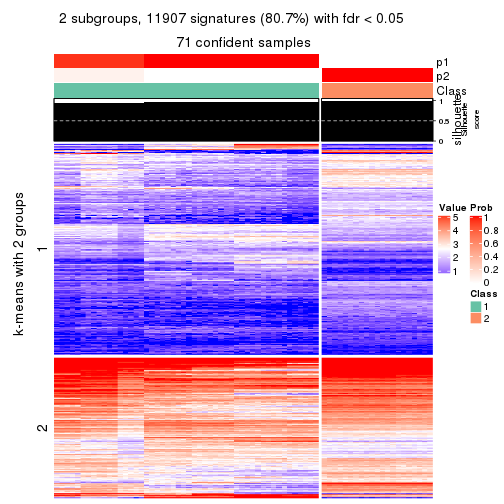 2 subgroups, 11907 signatures (80.7%) with fdr < 0.05
71 confident samples
p1
p2
Class
1
0.5
0
silhouette
Silhouette
score
k-means with 2 groups
1
2
Value
5
4
3
2
1
Prob
1
0.8
0.6
0.4
0.2
0
Class
1
2